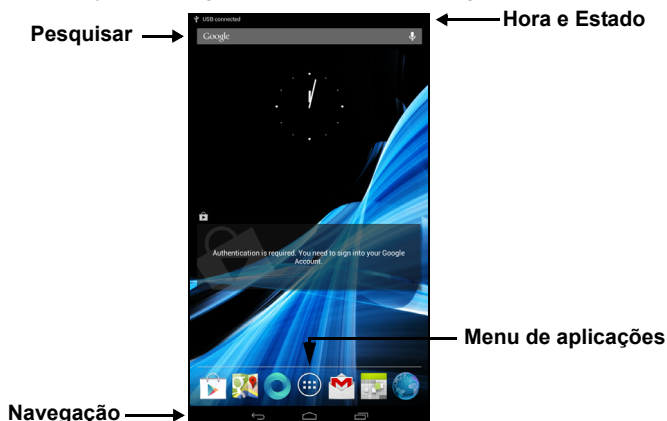 Hora e Estado
USB connected
Pesquisar
Google
Authentication is required. You need to sign into your Google
Account.
Menu de aplicações
Navegação